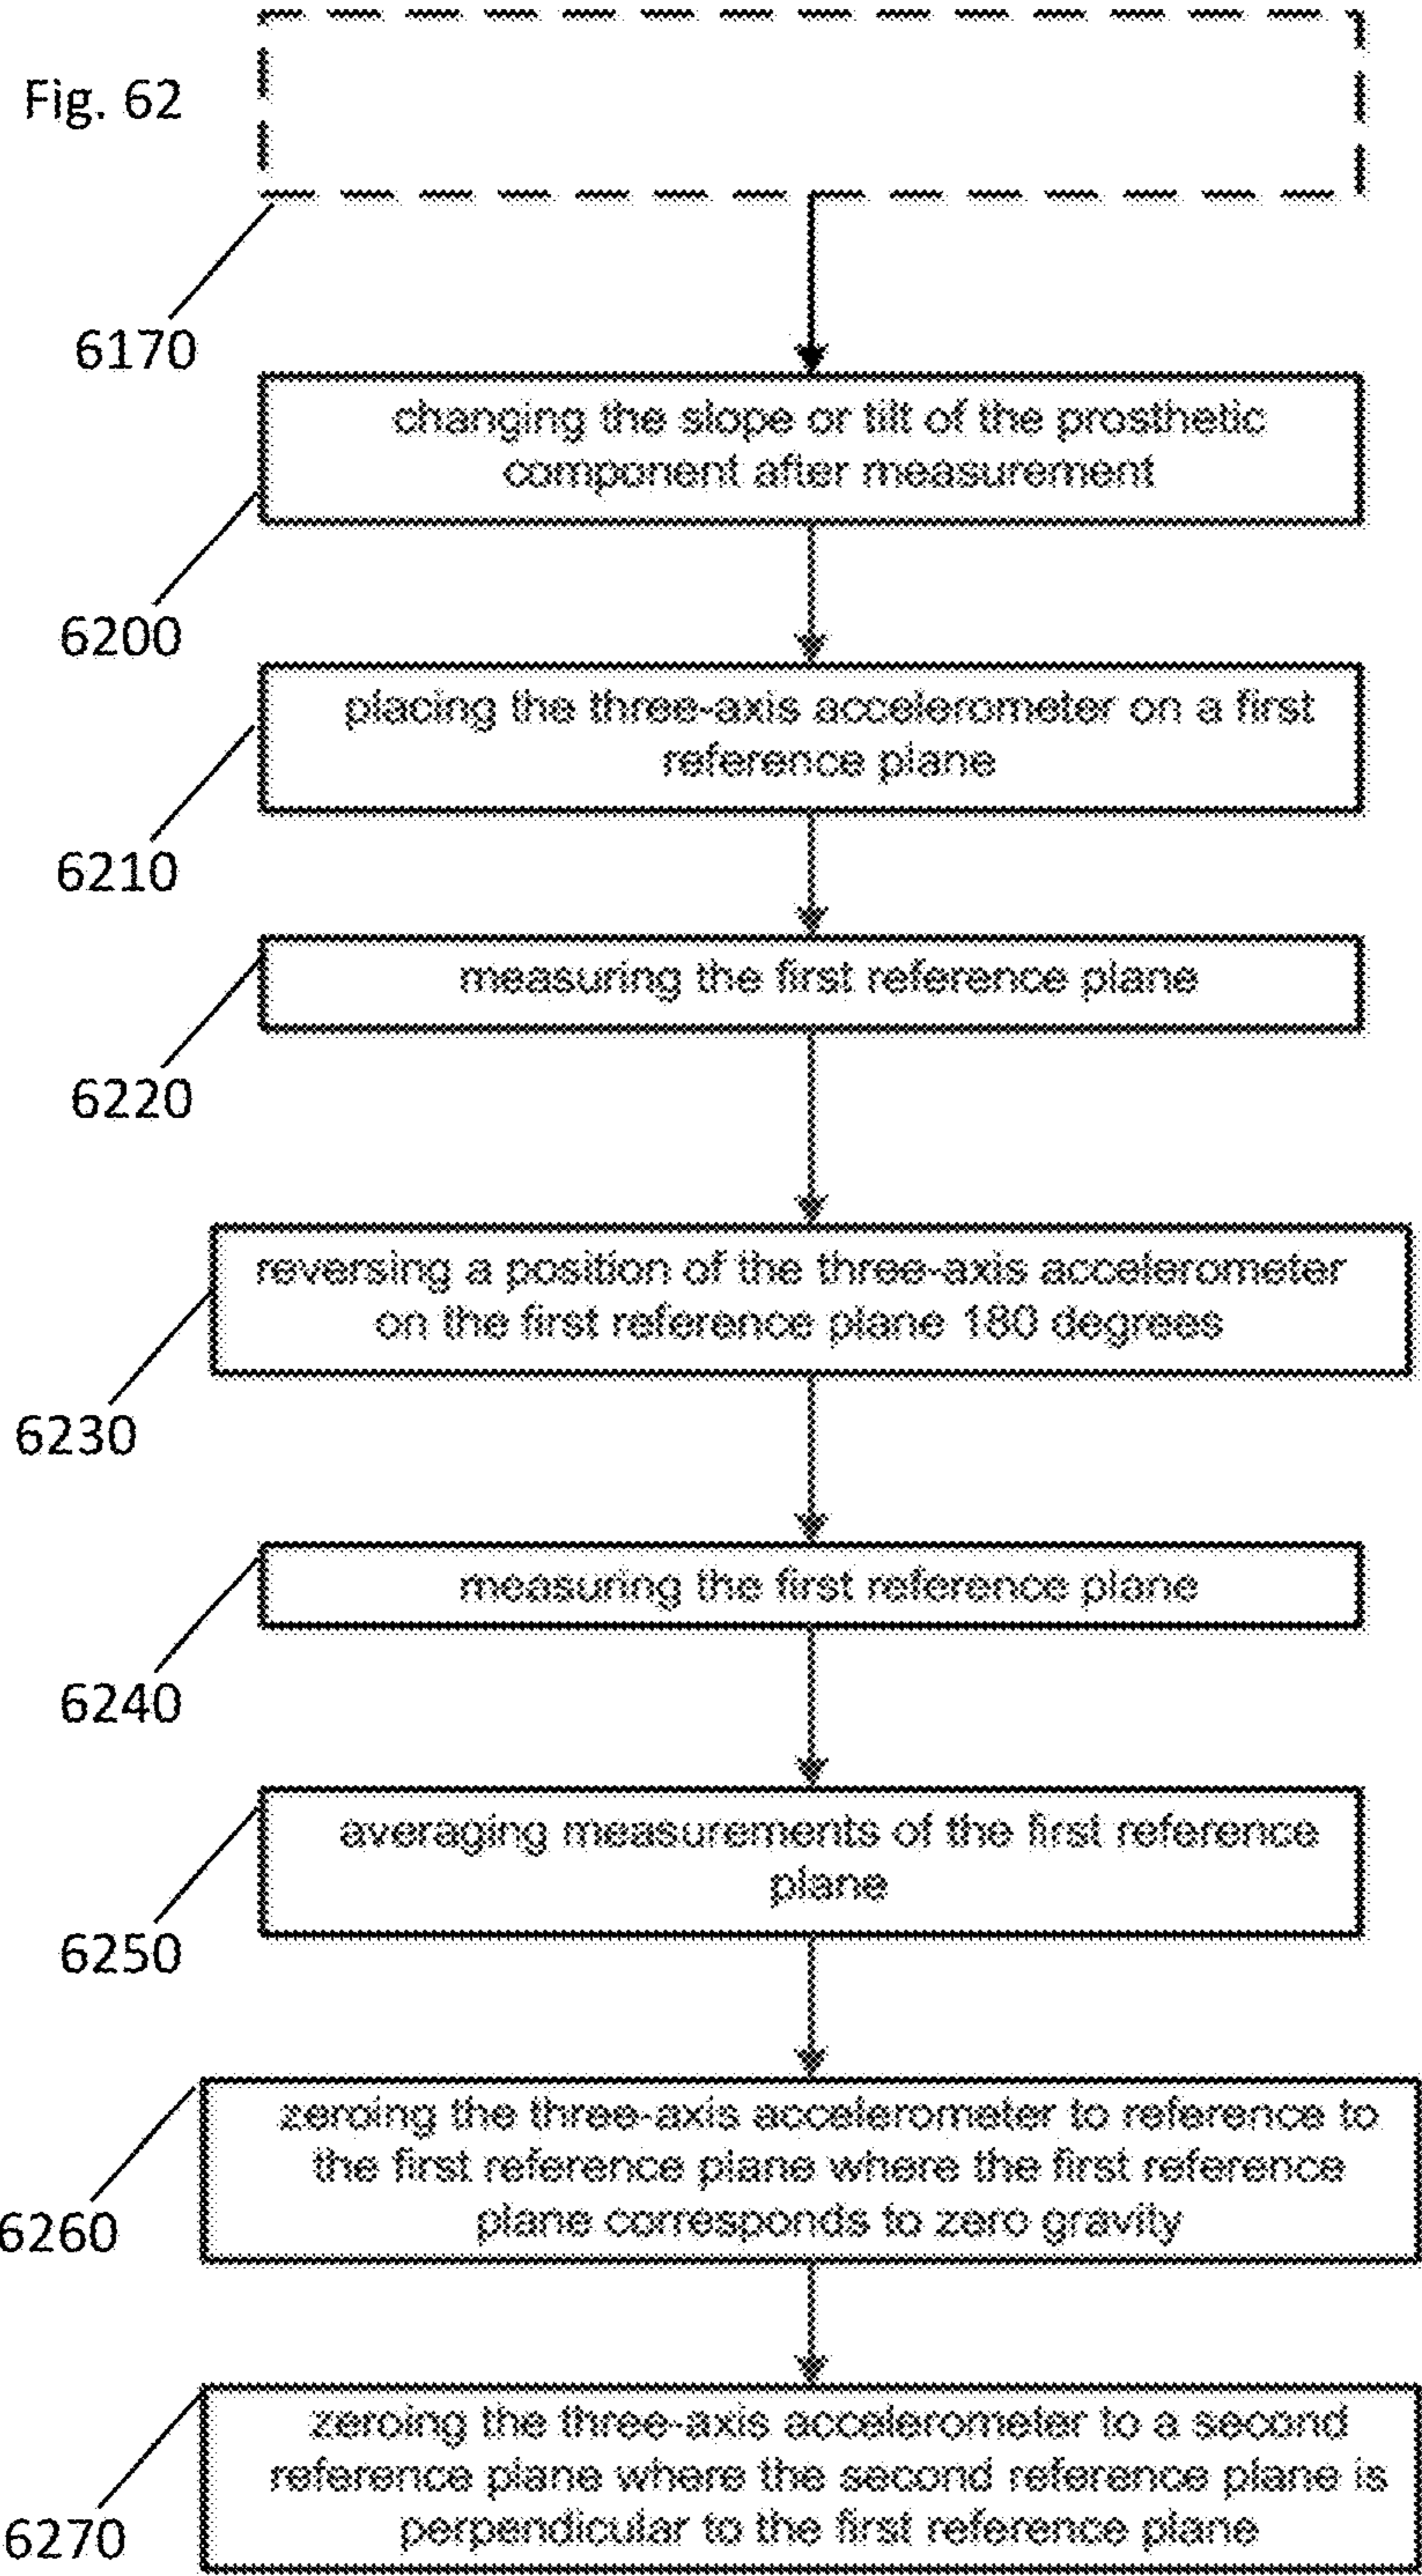 Fig. 62
6170
changing the slope or tilt of the prosthetic
component after measurement
6200
placing the three-axis accelerometer on a first
reference plane
6210
measuring the first reference plane
6220
reversing a position of the three-axis accelerometer
on the first reference plane 180 degrees
6230
measuring the first reference plane
6240
averaging measurements of the first reference
plane
6250
zeroing the three-axis accelerometer to reference to
the first reference plane where the first reference
plane corresponds to zero gravity
6260
zeroing the three-axis accelerometer to a second
reference plane where the second reference plane is
perpendicular to the first reference plane
6270